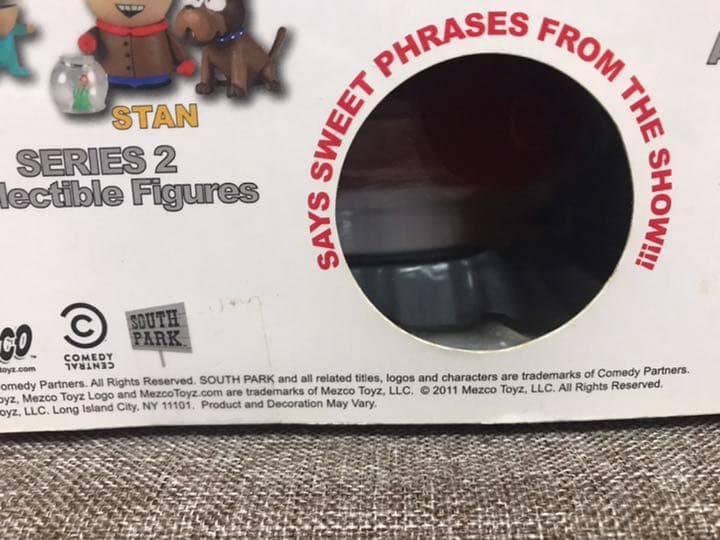 STAN
SERIES 2
lectible Figures
SAYS SWEET PHRASES FROM THE SHOW!!!
COMEDY
CENTRAL
SOUTH
PARK
toyz.com
omedy Partners. All Rights Reserved. SOUTH PARK and all related titles, logos and characters are trademarks of Comedy Partners.
oyz, Mezco Toyz Logo and MezcoToyz.com are trademarks of Mezco Toyz, LLC. © 2011 Mezco Toyz, LLC. All Rights Reserved.
oyz, LLC. Long Island City, NY 11101. Product and Decoration May Vary.